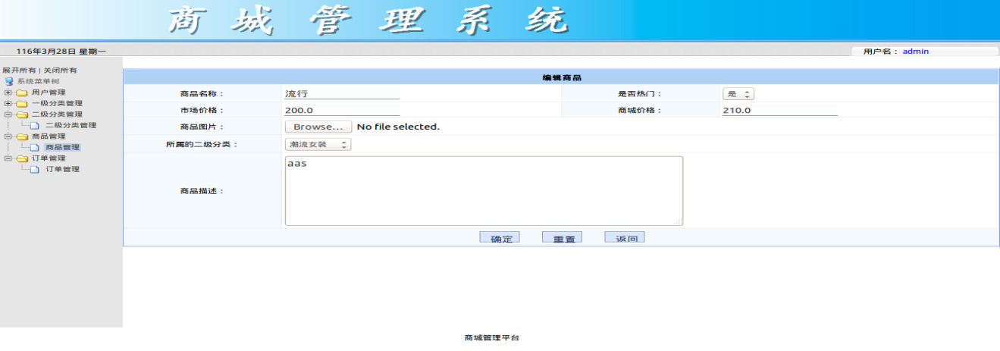 商城管理系统
116年3月28日 星期一
用户名： admin
展开所有 | 关闭所有
系统菜单树
用户管理
一级分类管理
二级分类管理
二级分类管理
商品管理
商品管理
订单管理
订单管理
编辑商品
商品名称： 流行 是否热门： 是
市场价格： 200.0 商城价格： 210.0
商品图片： Browse... No file selected.
所属的二级分类： 潮流女装
商品描述： aas
确定 重置 返回
商城管理平台